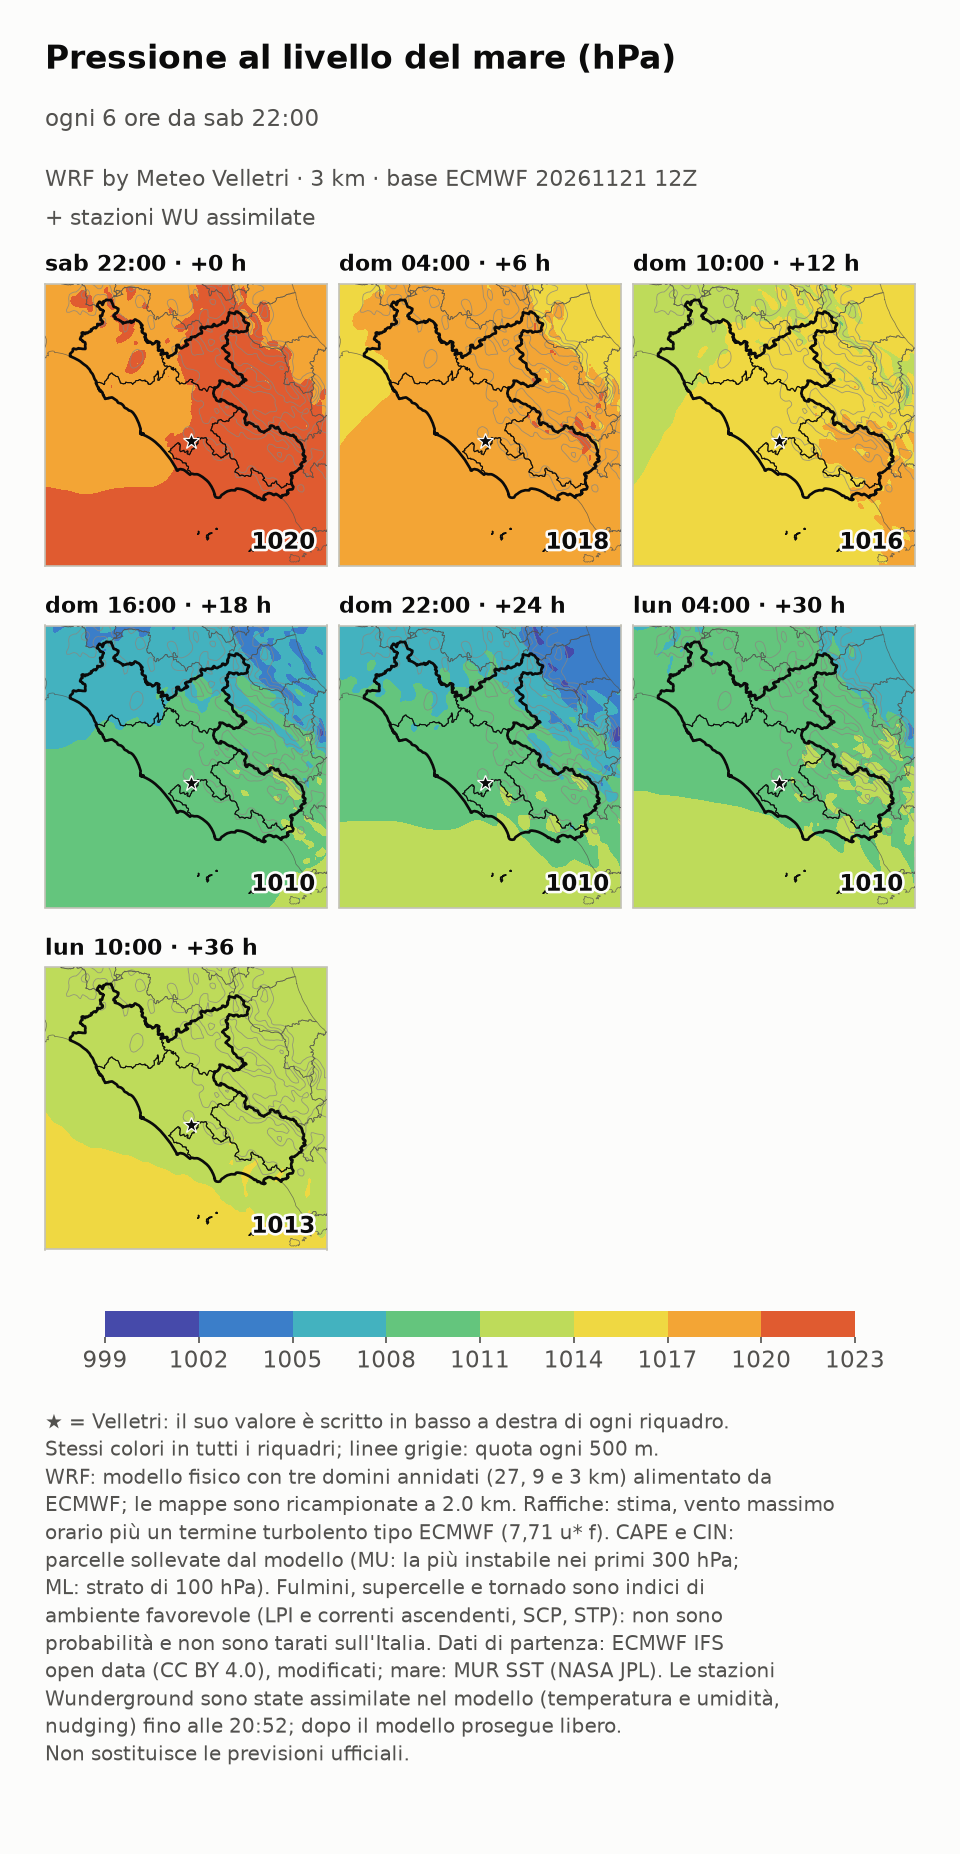 Pressione al livello del mare (hPa)
ogni 6 ore da sab 22:00
WRF by Meteo Velletri · 3 km · base ECMWF 20261121 12Z
+ stazioni WU assimilate
sab 22:00 · +0 h
dom 04:00 · +6 h
dom 10:00 · +12 h
1020
1018
1016
dom 16:00 · +18 h
dom 22:00 · +24 h
lun 04:00 · +30 h
1010
1010
1010
lun 10:00 · +36 h
1013
999 1002 1005 1008 1011 1014 1017 1020 1023
★ = Velletri: il suo valore è scritto in basso a destra di ogni riquadro.
Stessi colori in tutti i riquadri; linee grigie: quota ogni 500 m.
WRF: modello fisico con tre domini annidati (27, 9 e 3 km) alimentato da
ECMWF; le mappe sono ricampionate a 2.0 km. Raffiche: stima, vento massimo
orario più un termine turbolento tipo ECMWF (7,71 u* f). CAPE e CIN:
parcelle sollevate dal modello (MU: la più instabile nei primi 300 hPa;
ML: strato di 100 hPa). Fulmini, supercelle e tornado sono indici di
ambiente favorevole (LPI e correnti ascendenti, SCP, STP): non sono
probabilità e non sono tarati sull'Italia. Dati di partenza: ECMWF IFS
open data (CC BY 4.0), modificati; mare: MUR SST (NASA JPL). Le stazioni
Wunderground sono state assimilate nel modello (temperatura e umidità,
nudging) fino alle 20:52; dopo il modello prosegue libero.
Non sostituisce le previsioni ufficiali.